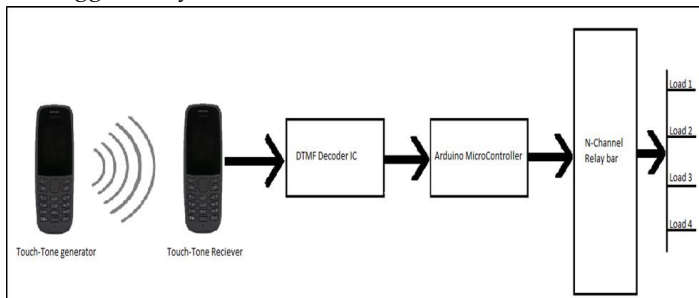 Touch-Tone generator
Touch-Tone Reciever
DTMF Decoder IC
Arduino MicroController
N-Channel
Relay bar
Load 1
Load 2
Load 3
Load 4